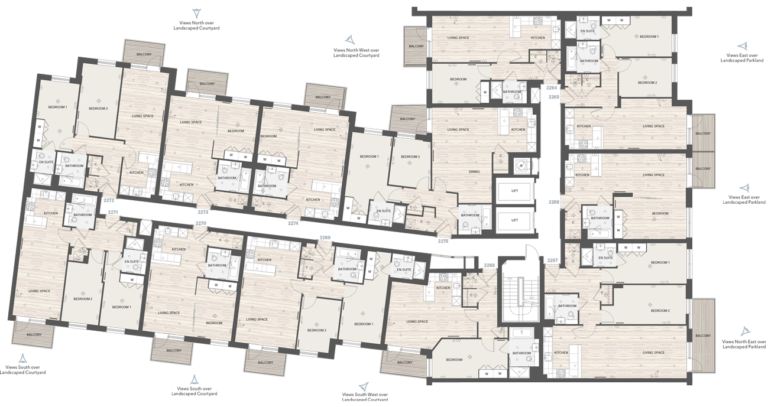 Views North over
Landscaped Courtyard
Views North West over
Landscaped Courtyard
Views East over
Landscaped Parkland
BALCONY
BALCONY
BALCONY
BALCONY
BALCONY
LIVING SPACE
KITCHEN
EN SUITE
BEDROOM 1
BATHROOM
BEDROOM 2
BEDROOM
BATHROOM
2264
2265
BEDROOM 1
BEDROOM 2
LIVING SPACE
LIVING SPACE
BEDROOM
BEDROOM
LIVING SPACE
BEDROOM 1
BEDROOM 2
LIVING SPACE
KITCHEN
DINING
KITCHEN
LIVING SPACE
BALCONY
EN SUITE
BATHROOM
KITCHEN
KITCHEN
BATHROOM
BATHROOM
KITCHEN
EN SUITE
BATHROOM
LIFT
LIFT
KITCHEN
LIVING SPACE
BATHROOM
BEDROOM
BALCONY
Views East over
Landscaped Parkland
2272
2271
2273
2270
2269
KITCHEN
BATHROOM
EN SUITE
LIVING SPACE
BEDROOM 2
BEDROOM 1
KITCHEN
BATHROOM
LIVING SPACE
BEDROOM
KITCHEN
BATHROOM
EN SUITE
LIVING SPACE
BEDROOM 2
BEDROOM 1
2268
KITCHEN
LIVING SPACE
BEDROOM
BATHROOM
2267
EN SUITE
BEDROOM 1
BATHROOM
BEDROOM 2
KITCHEN
LIVING SPACE
BALCONY
BALCONY
BALCONY
BALCONY
BALCONY
Views North East over
Landscaped Parkland
Views South over
Landscaped Courtyard
Views South over
Landscaped Courtyard
Views South West over
Landscaped Courtyard